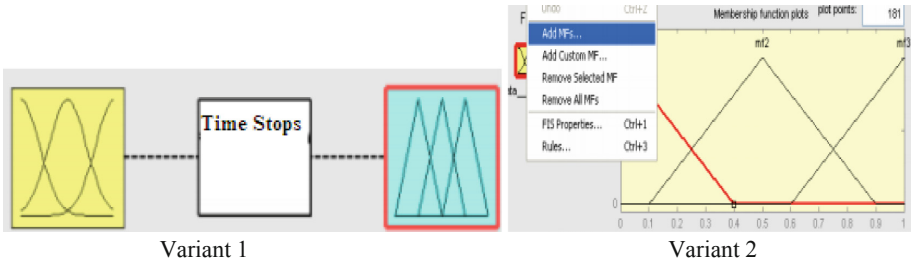 Undo Ctrl+Z
Membership function plots plot points: 181
F
Add MFs...
Add Custom MF...
Remove Selected MF
Remove All MFs
FIS Properties... Ctrl+1
Rules... Ctrl+3
mf2 mf3
Time Stops
0
0 0.1 0.2 0.3 0.4 0.5 0.6 0.7 0.8 0.9 1
Variant 1 Variant 2